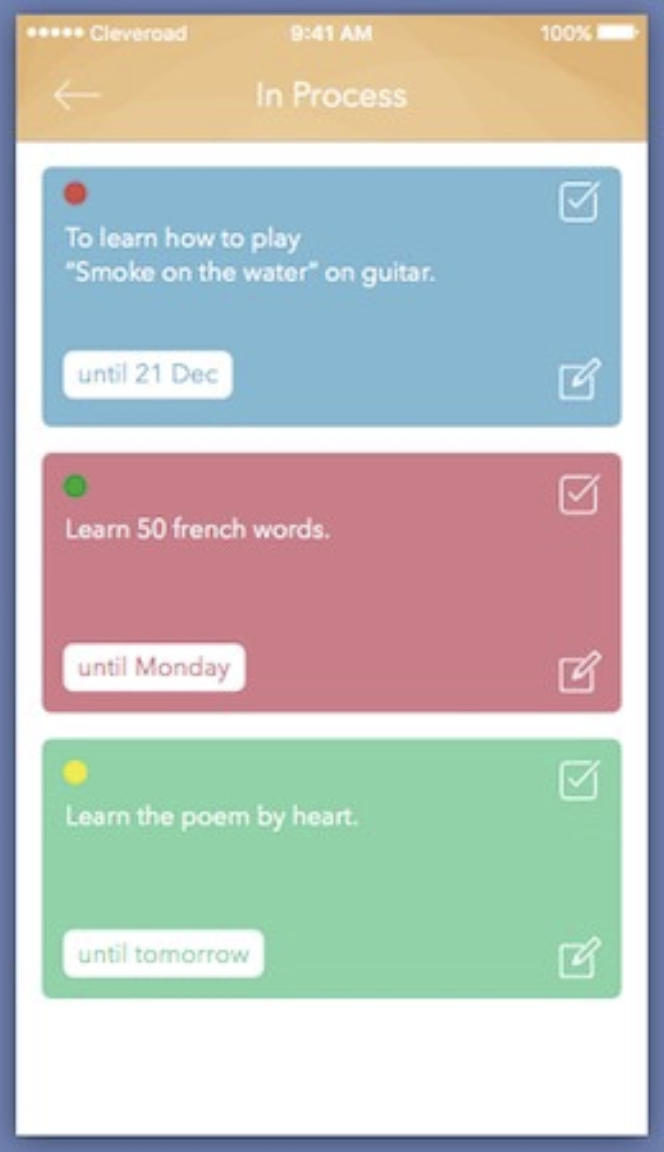 Cleveroad 9:41 AM 100%
In Process
To learn how to play
"Smoke on the water" on guitar.
until 21 Dec
Learn 50 french words.
until Monday
Learn the poem by heart.
until tomorrow